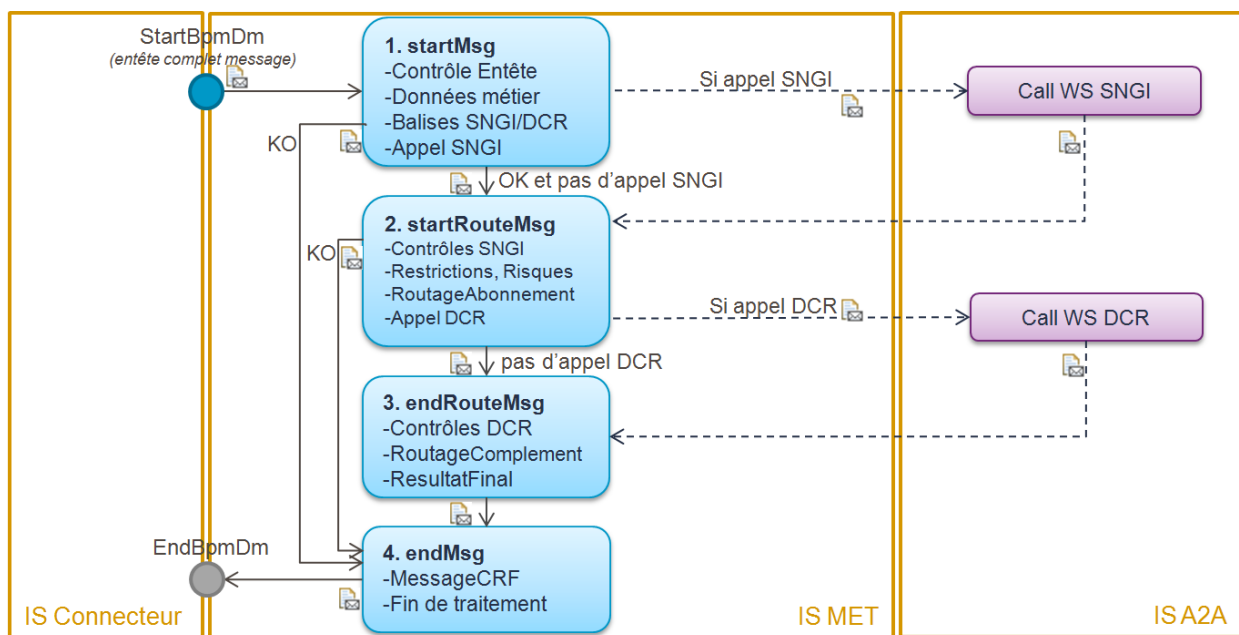 StartBpmDm
(entête complet message)
1. startMsg
-Contrôle Entête
-Données métier
-Balises SNGI/DCR
-Appel SNGI
Si appel SNGI
Call WS SNGI
KO
OK et pas d'appel SNGI
2. startRouteMsg
-Contrôles SNGI
-Restrictions, Risques
-RoutageAbonnement
-Appel DCR
KO
Si appel DCR
Call WS DCR
pas d'appel DCR
3. endRouteMsg
-Contrôles DCR
-RoutageComplement
-ResultatFinal
EndBpmDm
4. endMsg
-MessageCRF
-Fin de traitement
IS Connecteur
IS MET
IS A2A